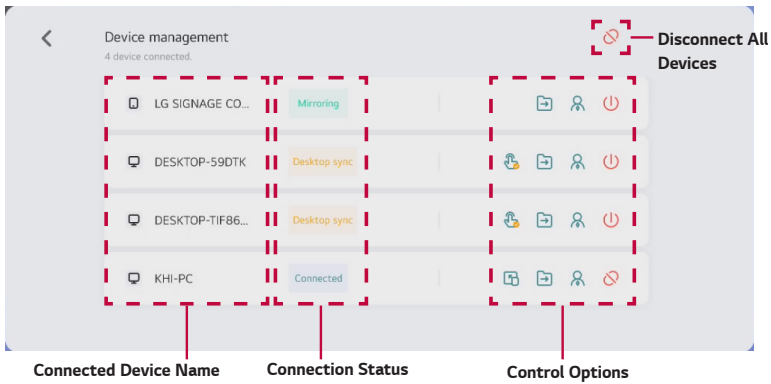 Device management
4 device connected.
Disconnect All
Devices
LG SIGNAGE CO...
Mirroring
DESKTOP-59DTK
Desktop sync
DESKTOP-TIF86...
Desktop sync
KHI-PC
Connected
Connected Device Name
Connection Status
Control Options